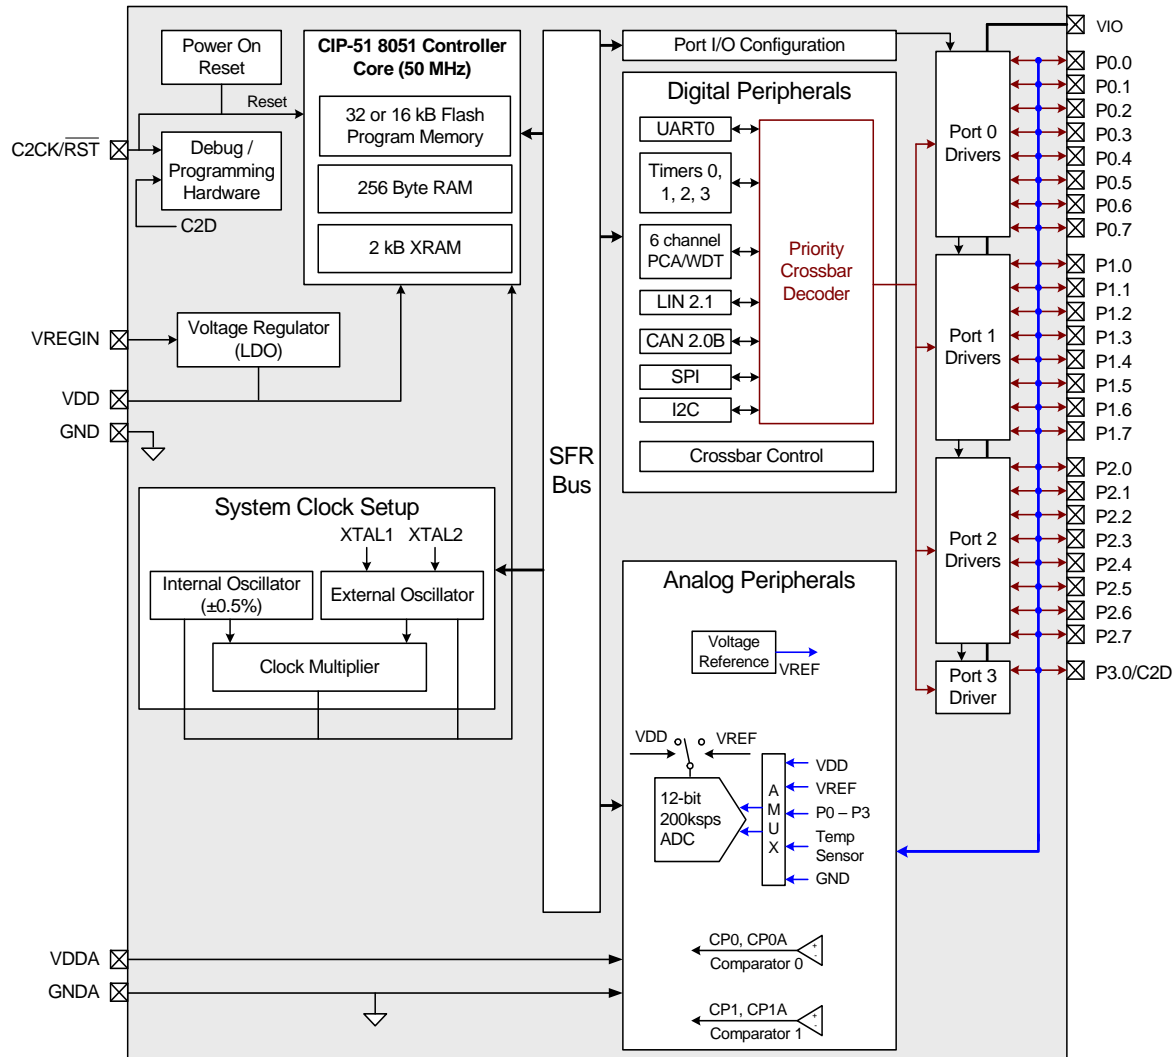 Power On
Reset
Reset
C2CK/RST
Debug /
Programming
Hardware
C2D
CIP-51 8051 Controller
Core (50 MHz)
32 or 16 kB Flash
Program Memory
256 Byte RAM
2 kB XRAM
VREGIN
Voltage Regulator
(LDO)
VDD
GND
System Clock Setup
XTAL1
XTAL2
Internal Oscillator
(±0.5%)
External Oscillator
Clock Multiplier
VDDA
GNDA
SFR
Bus
Port I/O Configuration
Digital Peripherals
UART0
Timers 0,
1, 2, 3
6 channel
PCA/WDT
LIN 2.1
CAN 2.0B
SPI
I2C
Priority
Crossbar
Decoder
Crossbar Control
Analog Peripherals
Voltage
Reference
VREF
VDD
VREF
12-bit
200ksps
ADC
A
M
U
X
VDD
VREF
P0 – P3
Temp
Sensor
GND
CP0, CP0A
Comparator 0
+
-
CP1, CP1A
Comparator 1
+
-
Port 0
Drivers
Port 1
Drivers
Port 2
Drivers
Port 3
Driver
VIO
P0.0
P0.1
P0.2
P0.3
P0.4
P0.5
P0.6
P0.7
P1.0
P1.1
P1.2
P1.3
P1.4
P1.5
P1.6
P1.7
P2.0
P2.1
P2.2
P2.3
P2.4
P2.5
P2.6
P2.7
P3.0/C2D